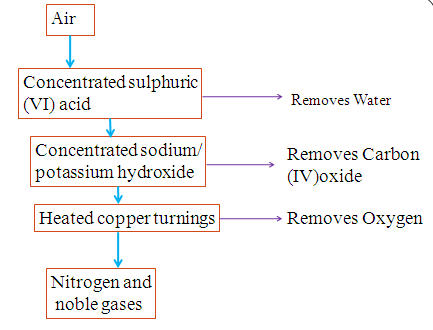 Air
Concentrated sulphuric
(VI) acid
Removes Water
Concentrated sodium/
potassium hydroxide
Removes Carbon
(IV)oxide
Heated copper turnings
Removes Oxygen
Nitrogen and
noble gases